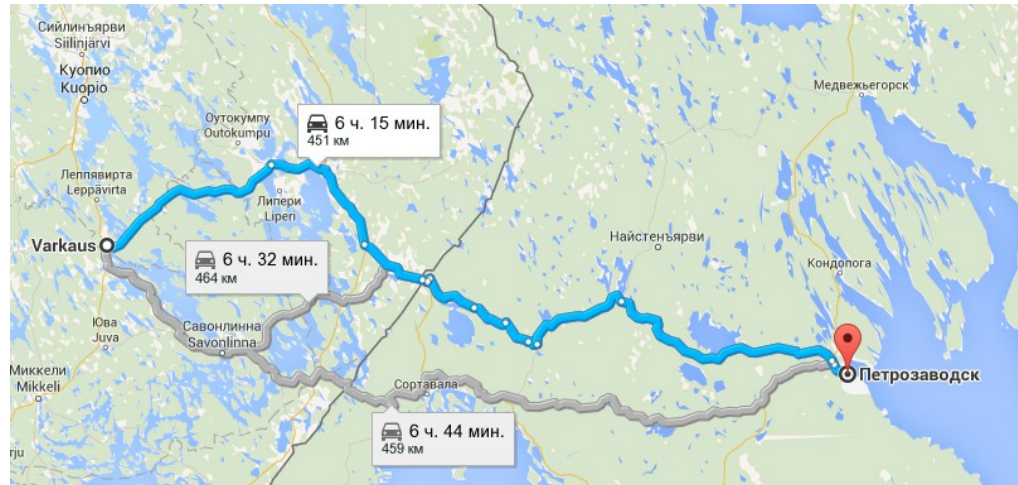 Сийлинъярви
Siilinjärvi
Куопио
Kuopio
Медвежьегорск
Оутокумпу
Outokumpu
6 ч. 15 мин.
451 км
Леппявирта
Leppävirta
Липери
Liperi
Varkaus
Найстенъярви
6 ч. 32 мин.
464 км
Кондопога
Юва
Juva
Савонлинна
Savonlinna
Миккели
Mikkeli
Петрозаводск
Сортавала
6 ч. 44 мин.
459 км
rju